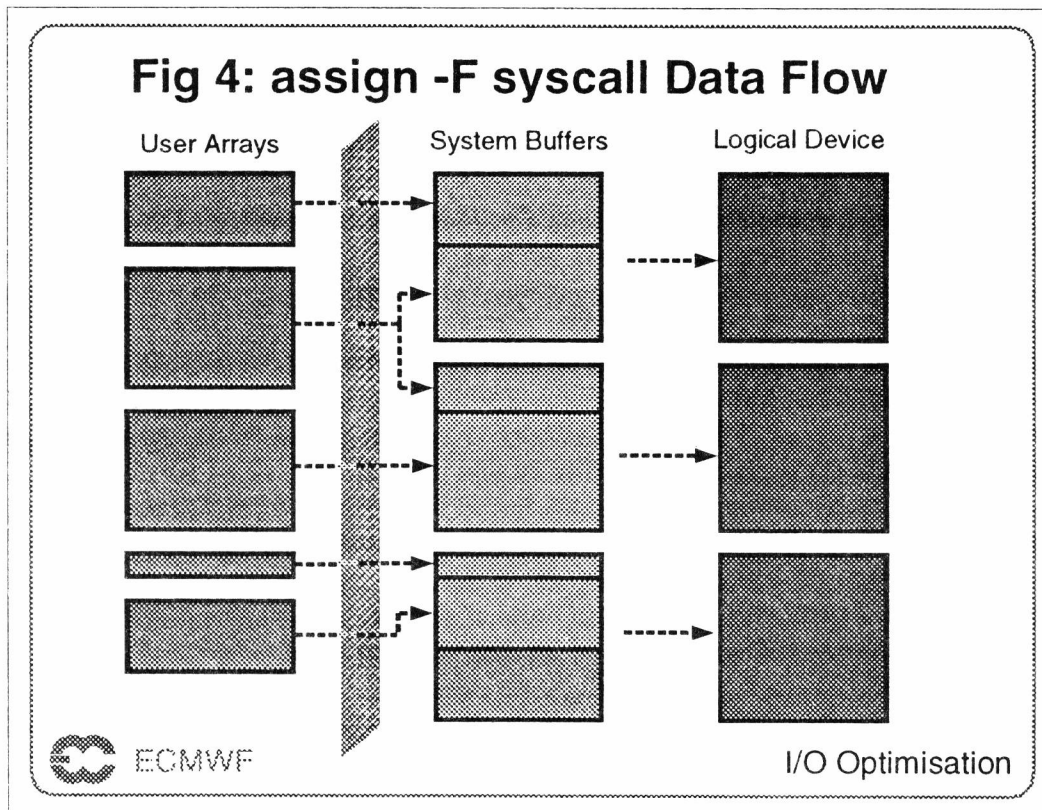 Fig 4: assign -F syscall Data Flow
User Arrays
System Buffers
Logical Device
ECMWF
I/O Optimisation